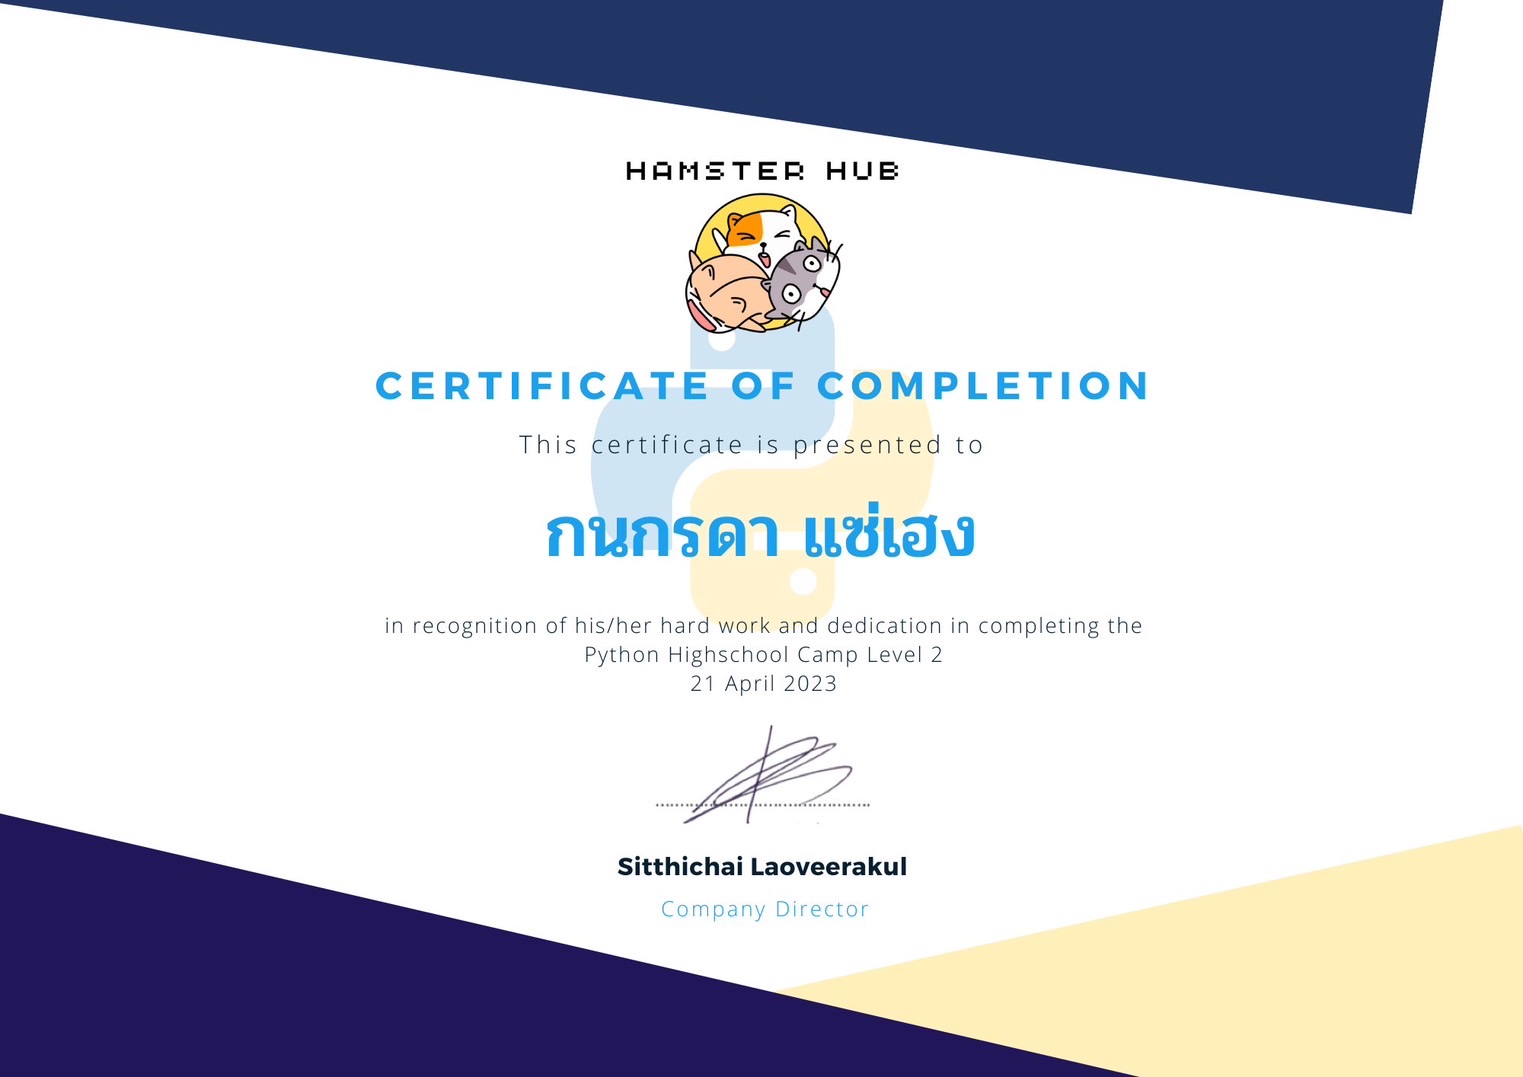 HAMSTER HUB
CERTIFICATE OF COMPLETION
This certificate is presented to
กนกรดา แซ่เฮง
in recognition of his/her hard work and dedication in completing the
Python Highschool Camp Level 2
21 April 2023
Sitthichai Laoveerakul
Company Director